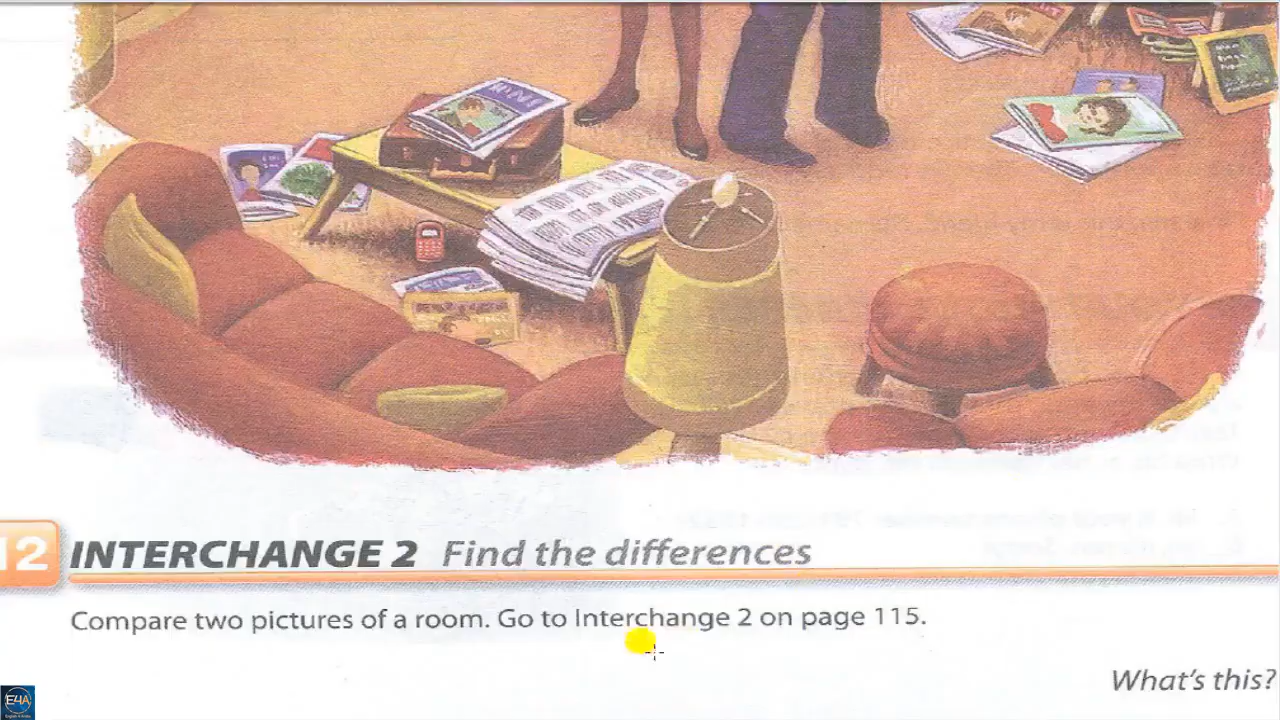 12 INTERCHANGE 2 Find the differences
Compare two pictures of a room. Go to Interchange 2 on page 115.
What's this?
E4A